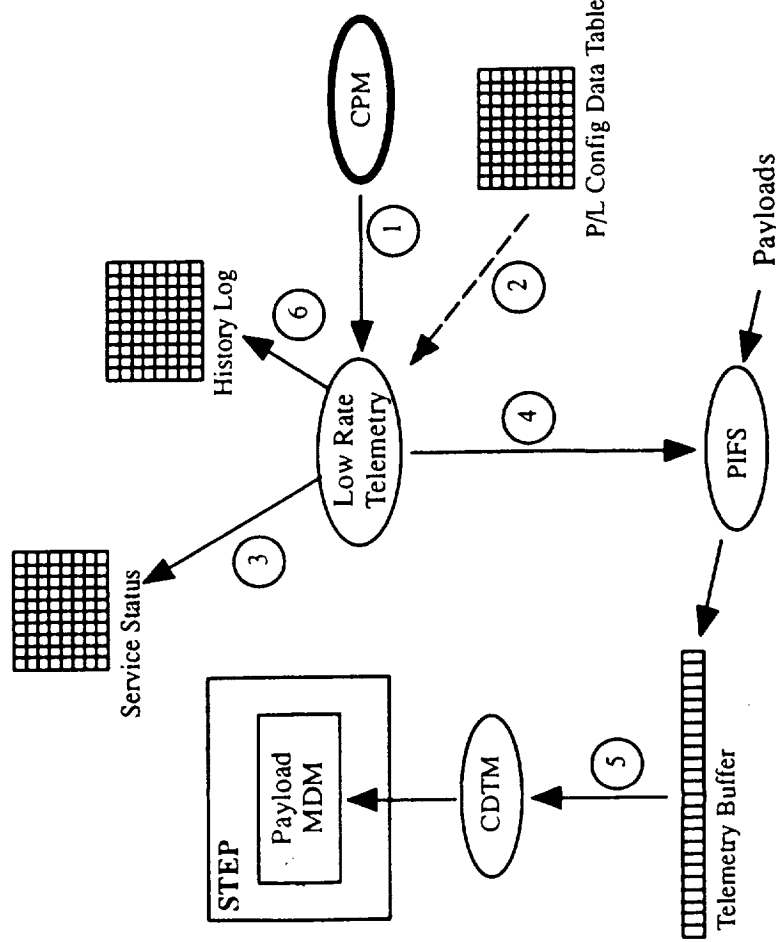 STEP
Payload
MDM
Service Status
3
History Log
6
CDTM
Low Rate
Telemetry
1
CPM
5
4
2
P/L Config Data Table
Telemetry Buffer
PIFS
Payloads